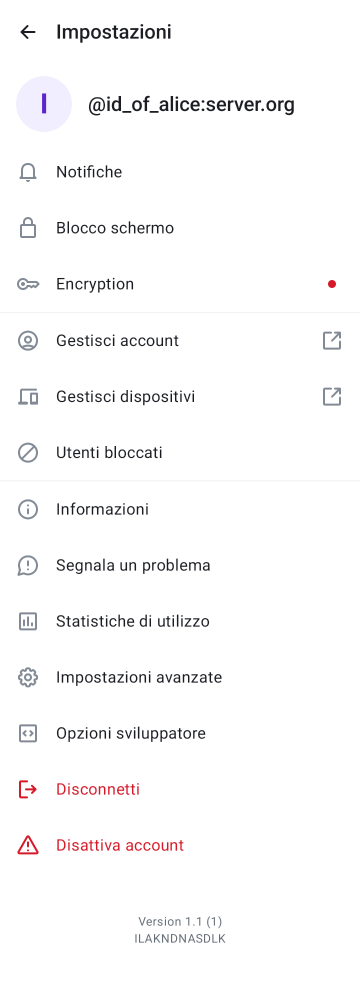 Impostazioni
I
@id_of_alice:server.org
Notifiche
Blocco schermo
Encryption
Gestisci account
Gestisci dispositivi
Utenti bloccati
Informazioni
Segnala un problema
Statistiche di utilizzo
Impostazioni avanzate
Opzioni sviluppatore
Disconnetti
Disattiva account
Version 1.1 (1)
ILAKNDNASDLK